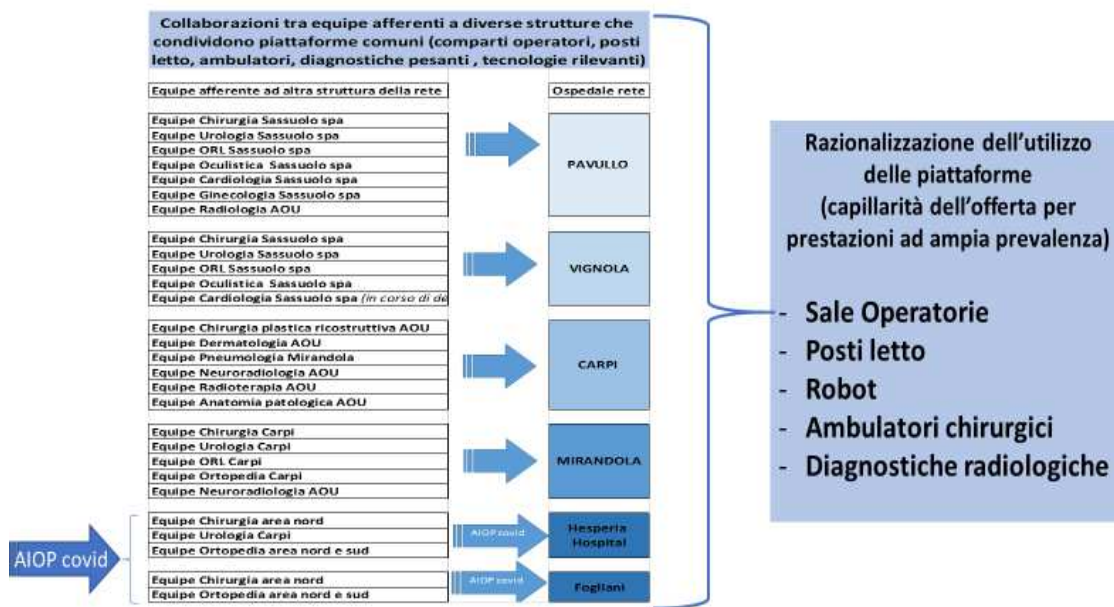 Collaborazioni tra equipe afferenti a diverse strutture che
condividono piattaforme comuni (comparti operatori, posti
letto, ambulatori, diagnostiche pesanti , tecnologie rilevanti)
Equipe afferente ad altra struttura della rete
Ospedale rete
Equipe Chirurgia Sassuolo spa
Equipe Urologia Sassuolo spa
Equipe ORL Sassuolo spa
Equipe Oculistica Sassuolo spa
Equipe Cardiologia Sassuolo spa
Equipe Ginecologia Sassuolo spa
Equipe Radiologia AOU
PAVULLO
Equipe Chirurgia Sassuolo spa
Equipe Urologia Sassuolo spa
Equipe ORL Sassuolo spa
Equipe Oculistica Sassuolo spa
Equipe Cardiologia Sassuolo spa (in corso di de
VIGNOLA
Equipe Chirurgia plastica ricostruttiva AOU
Equipe Dermatologia AOU
Equipe Pneumologia Mirandola
Equipe Neuroradiologia AOU
Equipe Radioterapia AOU
Equipe Anatomia patologica AOU
CARPI
Equipe Chirurgia Carpi
Equipe Urologia Carpi
Equipe ORL Carpi
Equipe Ortopedia Carpi
Equipe Neuroradiologia AOU
MIRANDOLA
AIOP covid
Equipe Chirurgia area nord
Equipe Urologia Carpi
Equipe Ortopedia area nord e sud
AIOP covid
Hesperia
Hospital
Equipe Chirurgia area nord
Equipe Ortopedia area nord e sud
AIOP covid
Fogliani
Razionalizzazione dell'utilizzo
delle piattaforme
(capillarità dell'offerta per
prestazioni ad ampia prevalenza)
- Sale Operatorie
- Posti letto
- Robot
- Ambulatori chirurgici
- Diagnostiche radiologiche